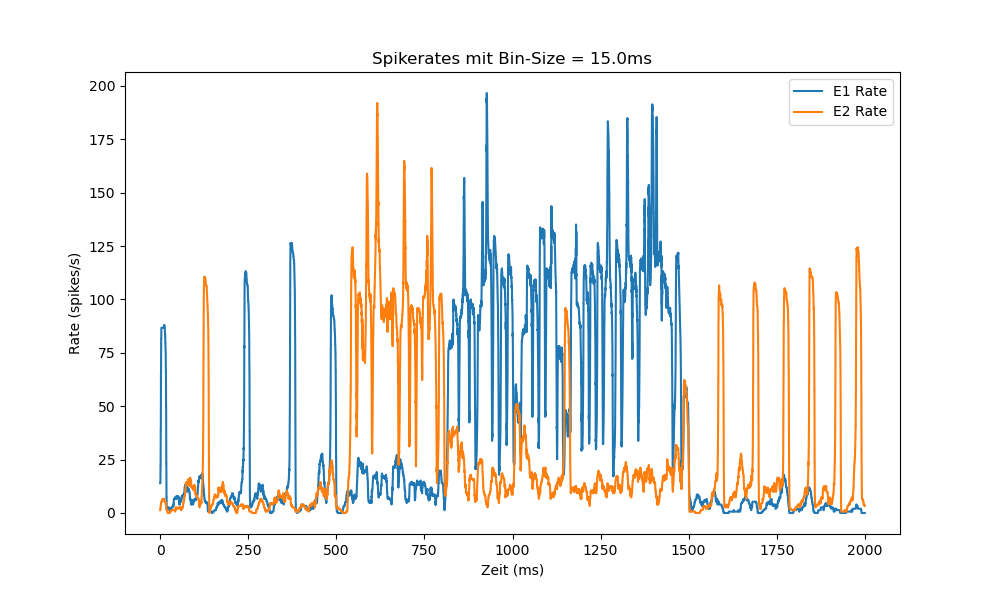 Spikerates mit Bin-Size = 15.0ms
E1 Rate
E2 Rate
200
175
150
125
100
75
50
25
0
Rate (spikes/s)
0 250 500 750 1000 1250 1500 1750 2000
Zeit (ms)